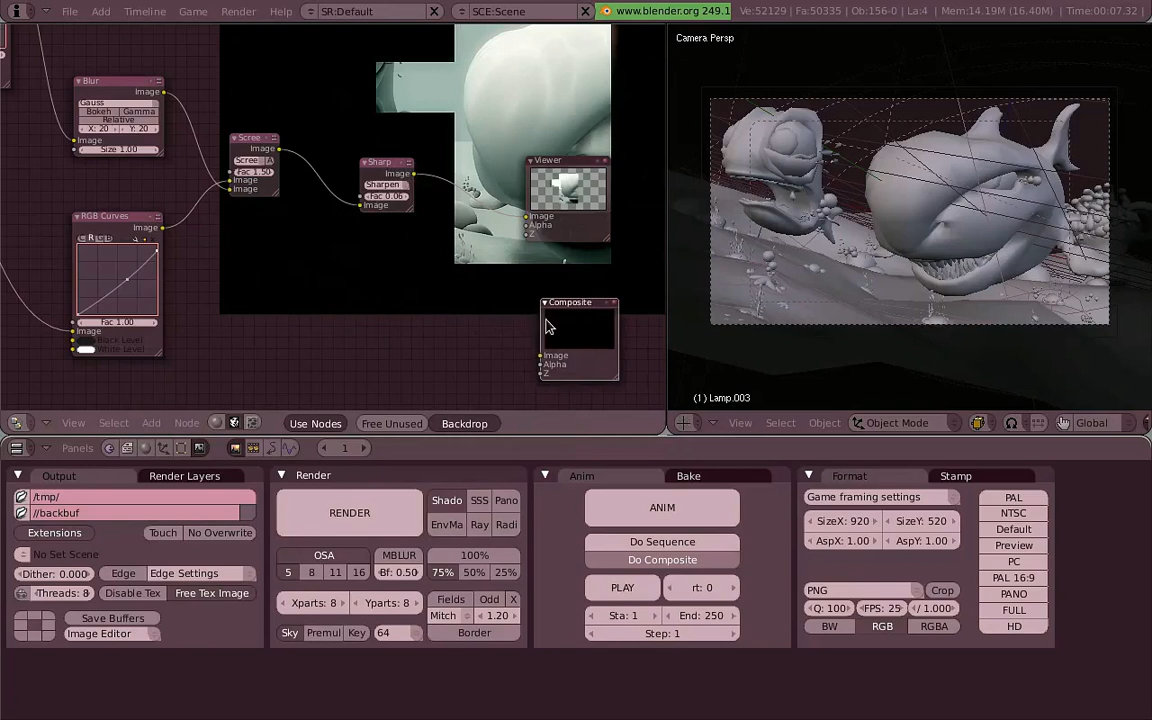 File Add Timeline Game Render Help SR:Default SCE:Scene www.blender.org 249.1 Ve:52129 Fa:50335 Ob:156-0 La:4 Mem:14.19M (16.40M) Time:00:07.32
Camera Persp
Blur
Image
Gauss
Bokeh Gamma
Relative
X: 20 Y: 20
Image
Size 1.00
Scree
Image
Scree A
Fac 1.50
Image
Image
Sharp
Image
Sharpen
Fac 0.06
Image
Viewer
Image
Alpha
Z
RGB Curves
Image
C R G B
Fac 1.00
Image
Black Level
White Level
Composite
Image
Alpha
Z
(1) Lamp.003
View Select Add Node Use Nodes Free Unused Backdrop
View Select Object Object Mode Global
Panels 1
Output Render Layers
/tmp/
//backbuf
Extensions Touch No Overwrite
No Set Scene
Dither: 0.000 Edge Edge Settings
Threads: 8 Disable Tex Free Tex Image
Save Buffers
Image Editor
Render
RENDER
Shado SSS Pano
EnvMa Ray Radi
OSA MBLUR 100%
5 8 11 16 Bf: 0.50 75% 50% 25%
Xparts: 8 Yparts: 8 Fields Odd X
Mitch 1.20
Sky Premul Key 64 Border
Anim Bake
ANIM
Do Sequence
Do Composite
PLAY rt: 0
Sta: 1 End: 250
Step: 1
Format Stamp
Game framing settings
SizeX: 920 SizeY: 520
AspX: 1.00 AspY: 1.00
PNG Crop
Q: 100 FPS: 25 / 1.000
BW RGB RGBA
PAL
NTSC
Default
Preview
PC
PAL 16:9
PANO
FULL
HD